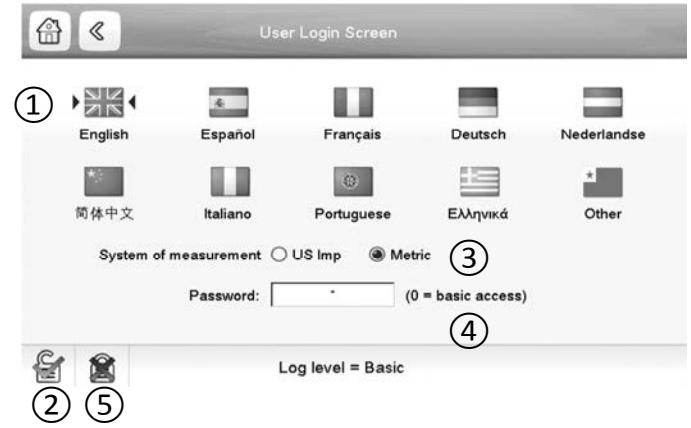 User Login Screen
① English Español Français Deutsch Nederlandse
简体中文 Italiano Portuguese Ελληνικά Other
System of measurement US Imp Metric ③
Password: * (0 = basic access)
④
Log level = Basic
② ⑤